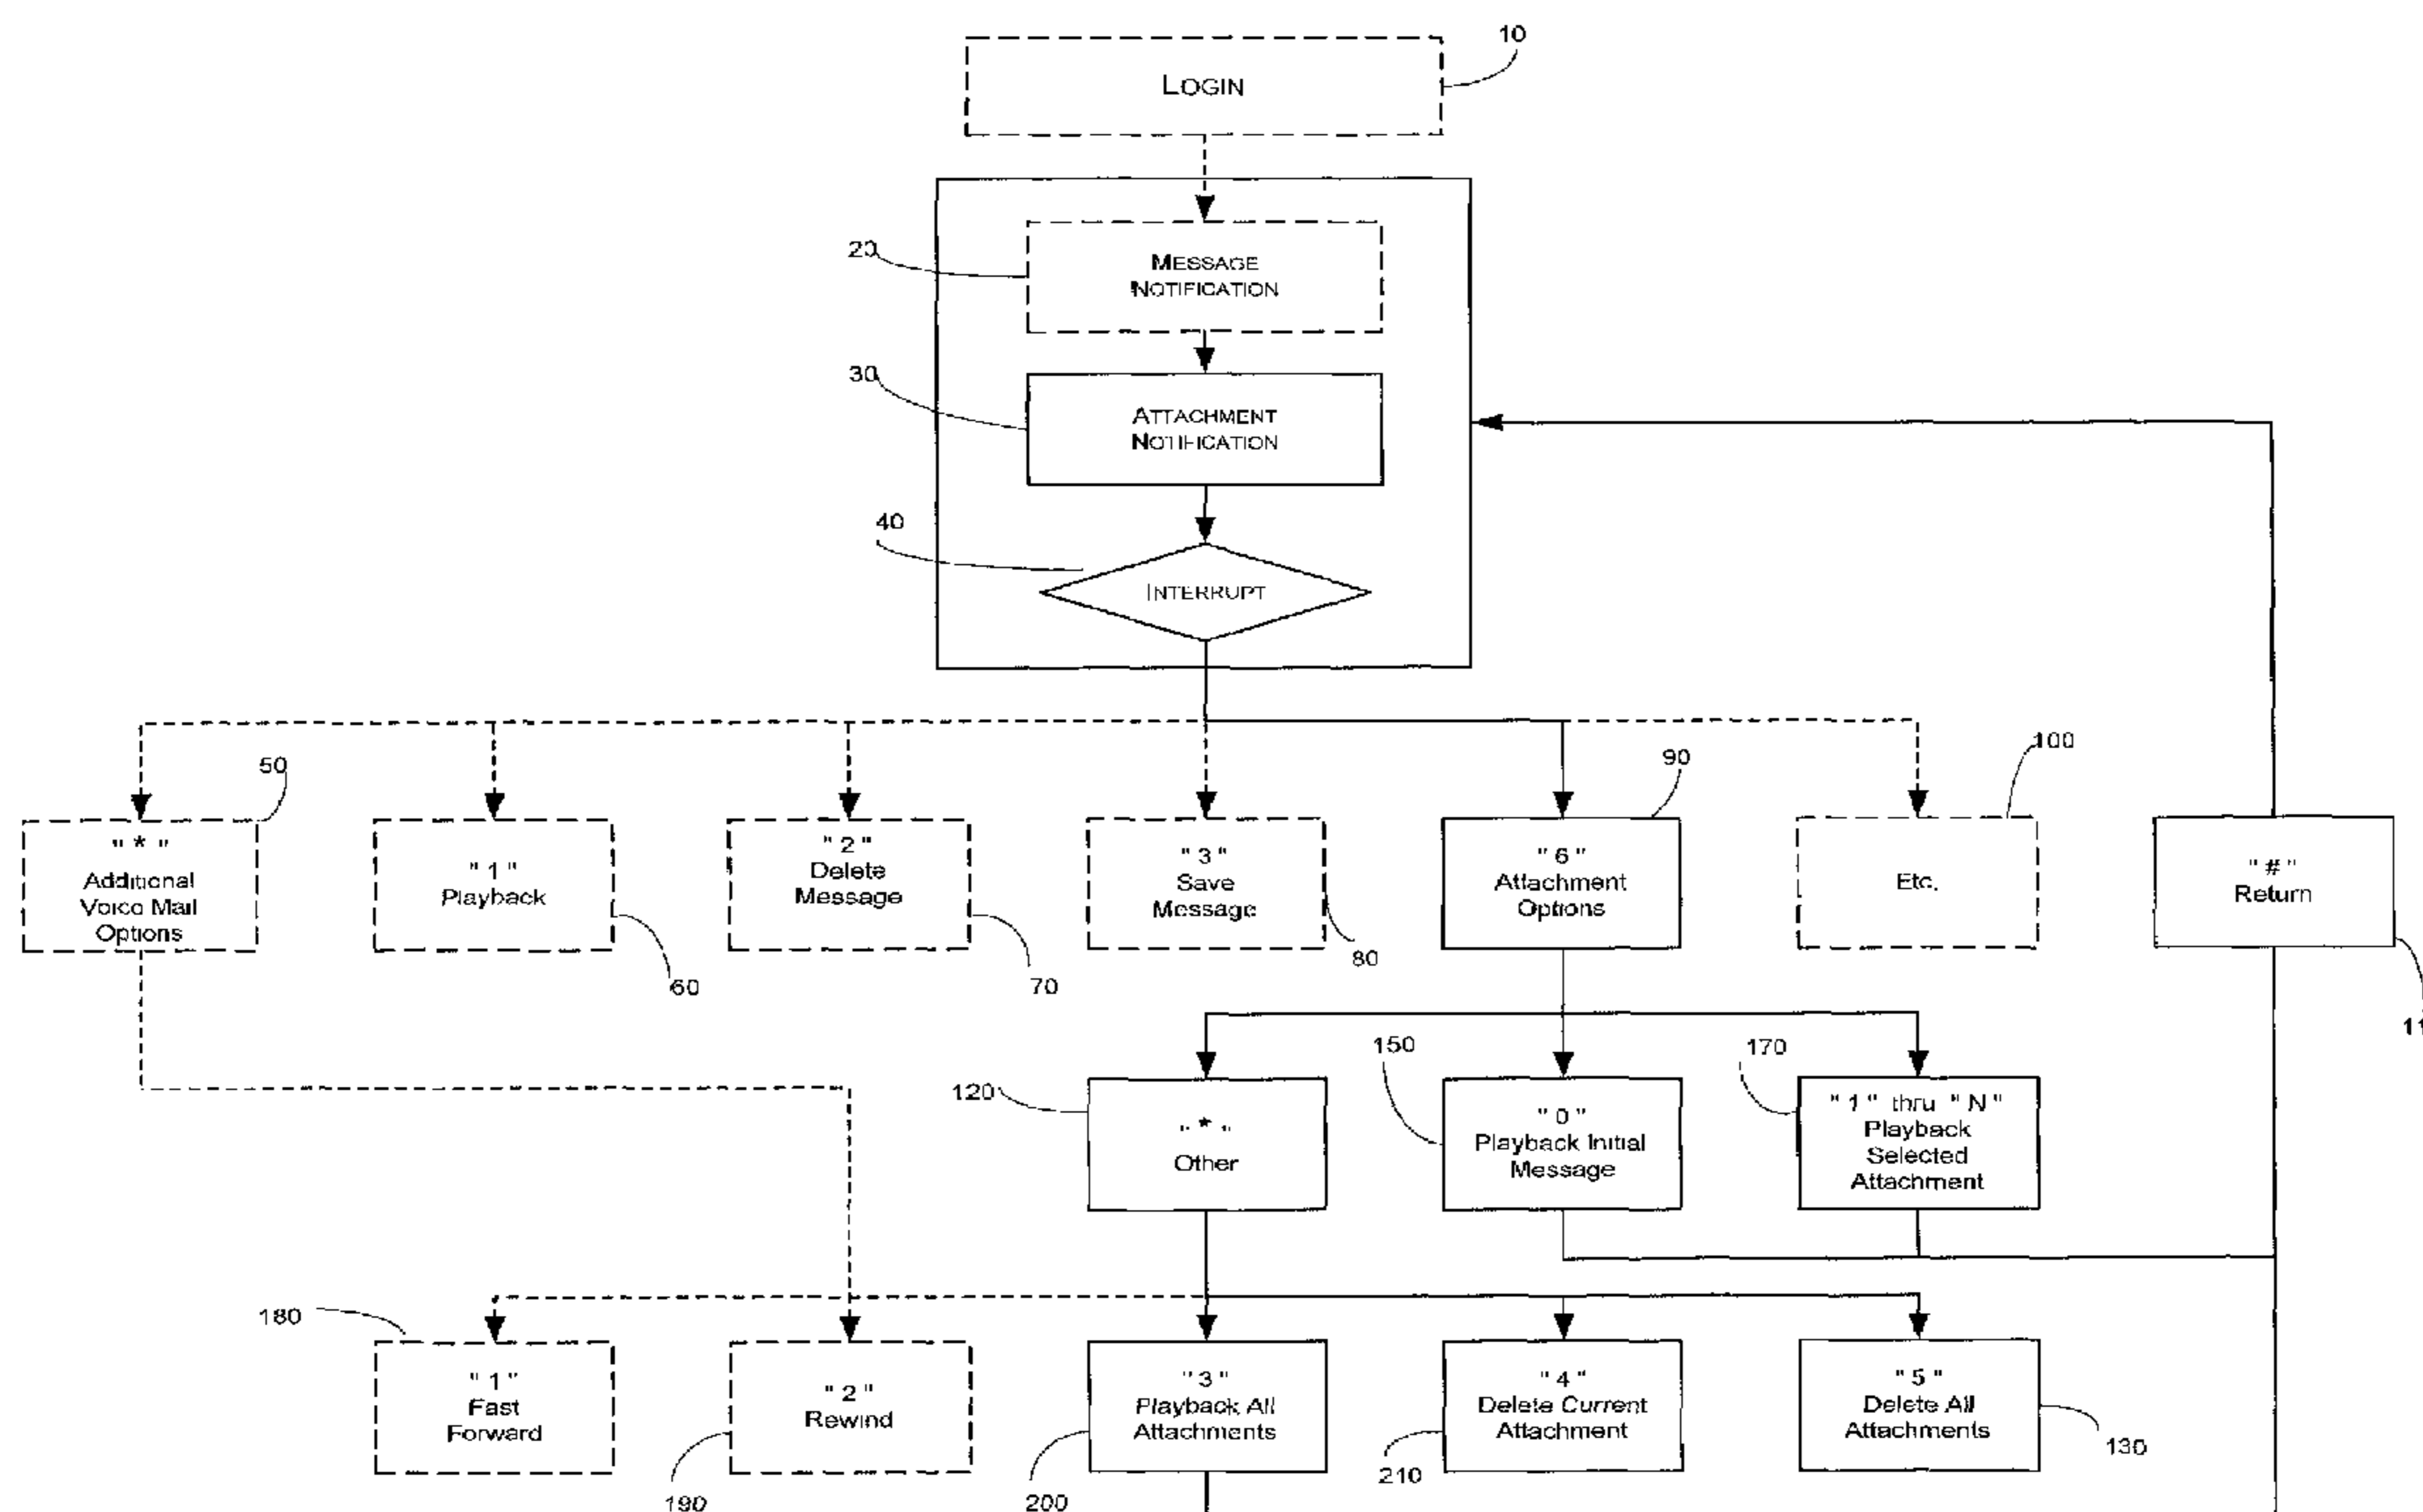 10
LOGIN
20
MESSAGE
NOTIFICATION
30
ATTACHMENT
NOTIFICATION
40
INTERRUPT
50
" * "
Additional
Voice Mail
Options
" 1 "
Playback
60
" 2 "
Delete
Message
70
" 3 "
Save
Message
80
90
" 6 "
Attachment
Options
100
Etc.
" # "
Return
11
120
" * "
Other
150
" 0 "
Playback Initial
Message
170
" 1 " thru " N "
Playback
Selected
Attachment
180
" 1 "
Fast
Forward
" 2 "
Rewind
190
" 3 "
Playback All
Attachments
200
" 4 "
Delete Current
Attachment
210
" 5 "
Delete All
Attachments
130